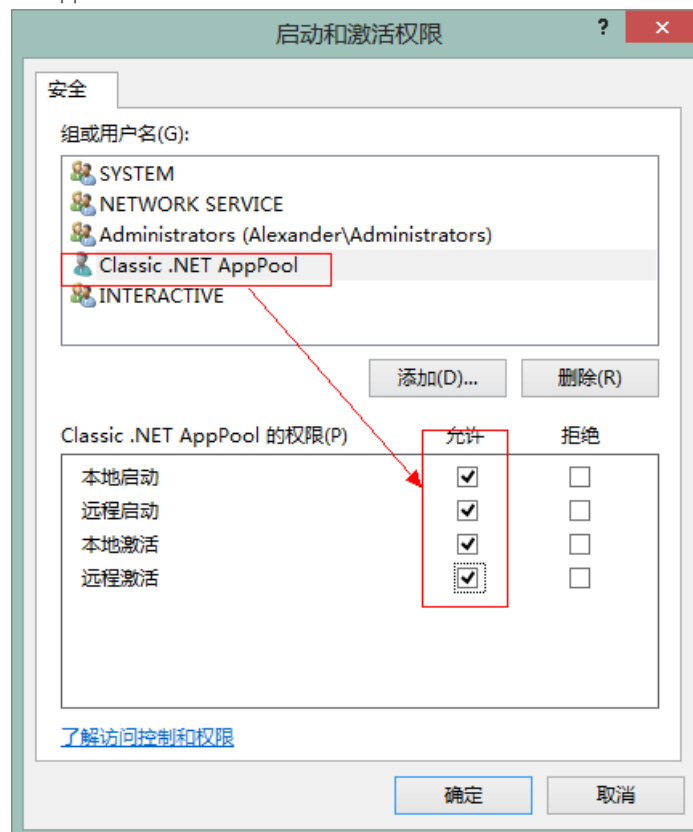 启动和激活权限
?
×
安全
组或用户名(G):
SYSTEM
NETWORK SERVICE
Administrators (Alexander\Administrators)
Classic .NET AppPool
INTERACTIVE
添加(D)... 删除(R)
Classic .NET AppPool 的权限(P) 允许 拒绝
本地启动
远程启动
本地激活
远程激活
了解访问控制和权限
确定 取消